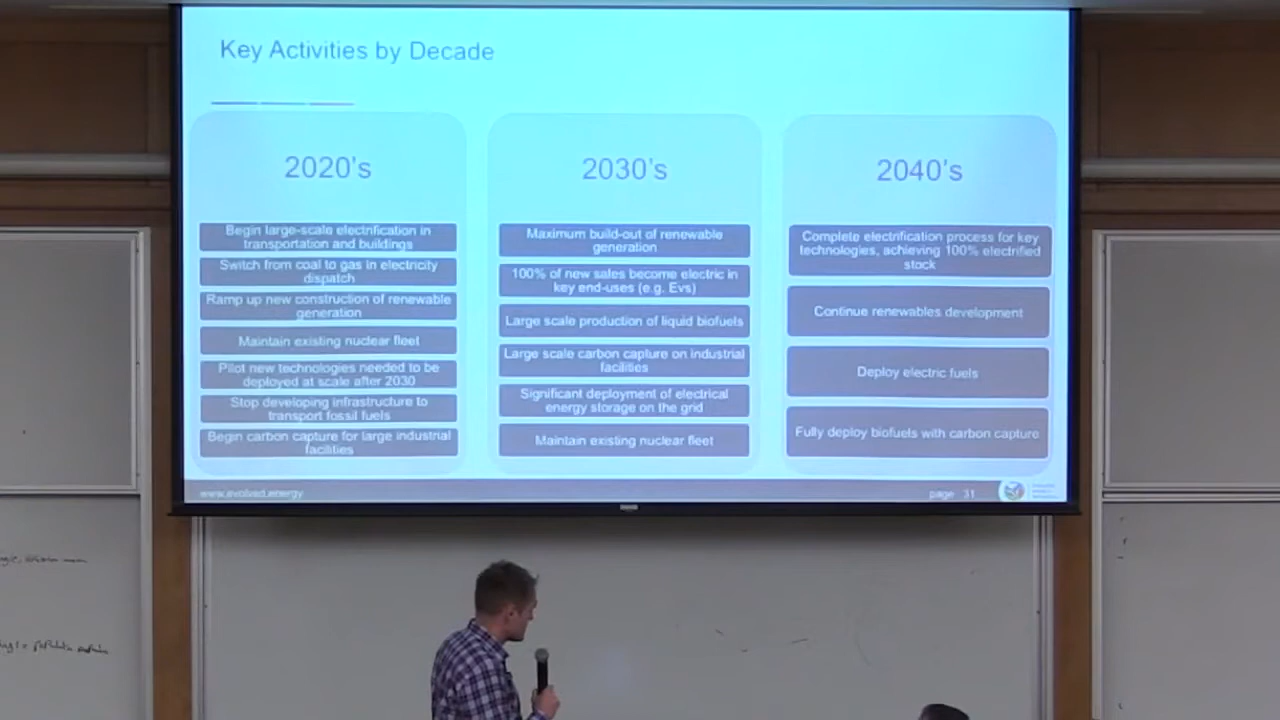 Key Activities by Decade
2020's
Begin large-scale electrification in
transportation and buildings
Switch from coal to gas in electricity
dispatch
Ramp up new construction of renewable
generation
Maintain existing nuclear fleet
Pilot new technologies needed to be
deployed at scale after 2030
Stop developing infrastructure to
transport fossil fuels
Begin carbon capture for large industrial
facilities
2030's
Maximum build-out of renewable
generation
100% of new sales become electric in
key end-uses (e.g. Evs)
Large scale production of liquid biofuels
Large scale carbon capture on industrial
facilities
Significant deployment of electrical
energy storage on the grid
Maintain existing nuclear fleet
2040's
Complete electrification process for key
technologies, achieving 100% electrified
stock
Continue renewables development
Deploy electric fuels
Fully deploy biofuels with carbon capture
www.evolved.energy
page 31